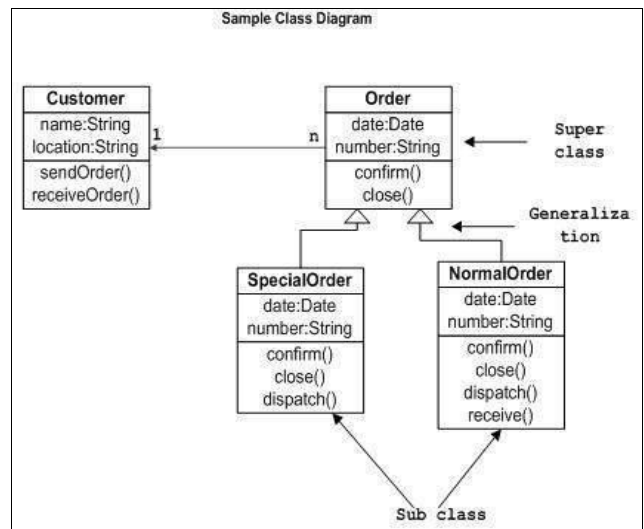 Sample Class Diagram
Customer
name:String
location:String
sendOrder()
receiveOrder()
1
n
Order
date:Date
number:String
confirm()
close()
Super
class
Generaliza
tion
SpecialOrder
date:Date
number:String
confirm()
close()
dispatch()
NormalOrder
date:Date
number:String
confirm()
close()
dispatch()
receive()
Sub class